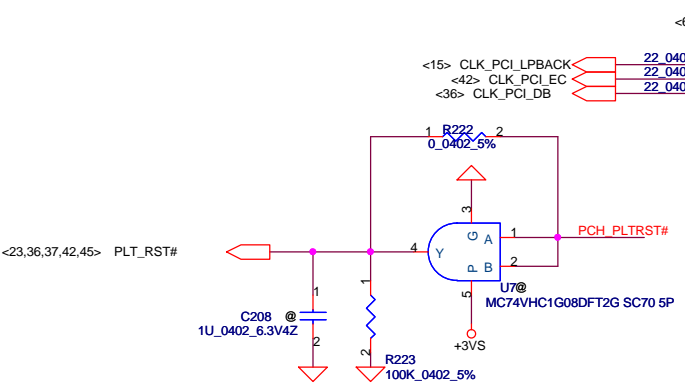 <6
<15> CLK_PCI_LPBACK 22_040
<42> CLK_PCI_EC 22_040
<36> CLK_PCI_DB 22_040
1 R222 2
0_0402_5%
3
G
A 1 PCH_PLTRST#
<23,36,37,42,45> PLT_RST# 4 Y
P B 2
5
U7@
MC74VHC1G08DFT2G SC70 5P
1 1
C208 @
1U_0402_6.3V4Z
2 2
+3VS
R223
100K_0402_5%